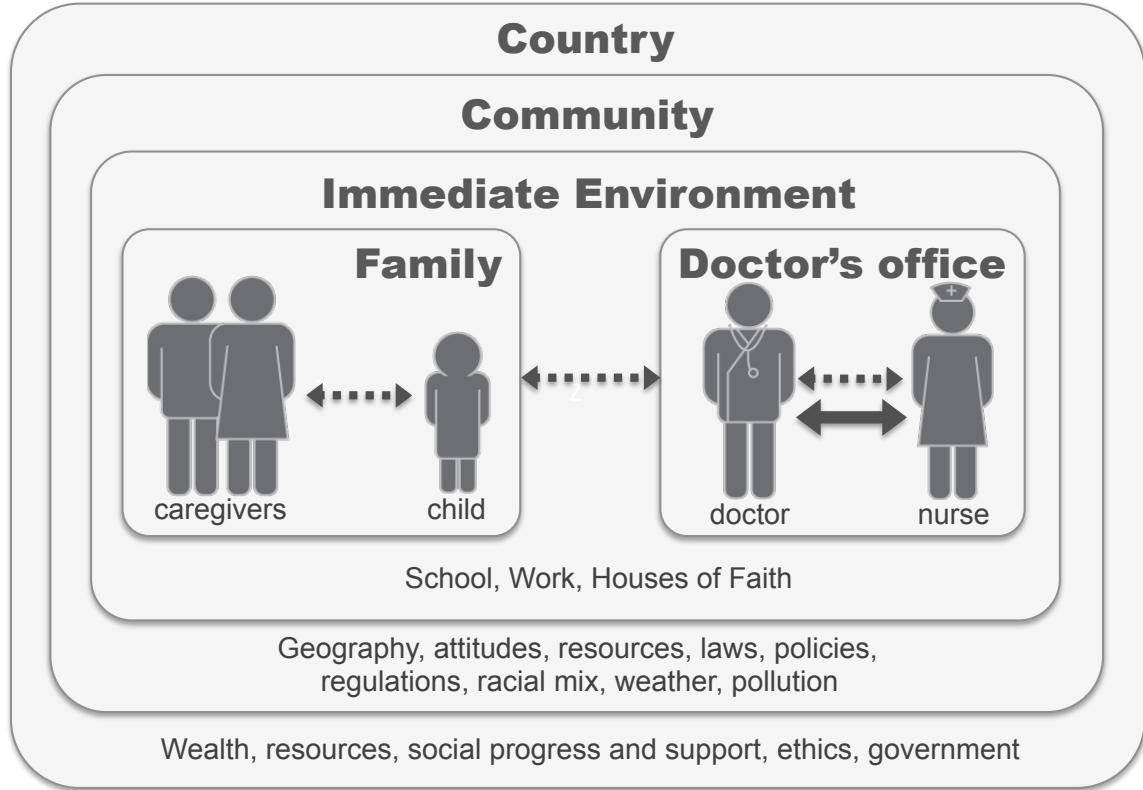 Country
Community
Immediate Environment
Family
Doctor’s office
2
caregivers
child
doctor
nurse
School, Work, Houses of Faith
Geography, attitudes, resources, laws, policies,
regulations, racial mix, weather, pollution
Wealth, resources, social progress and support, ethics, government